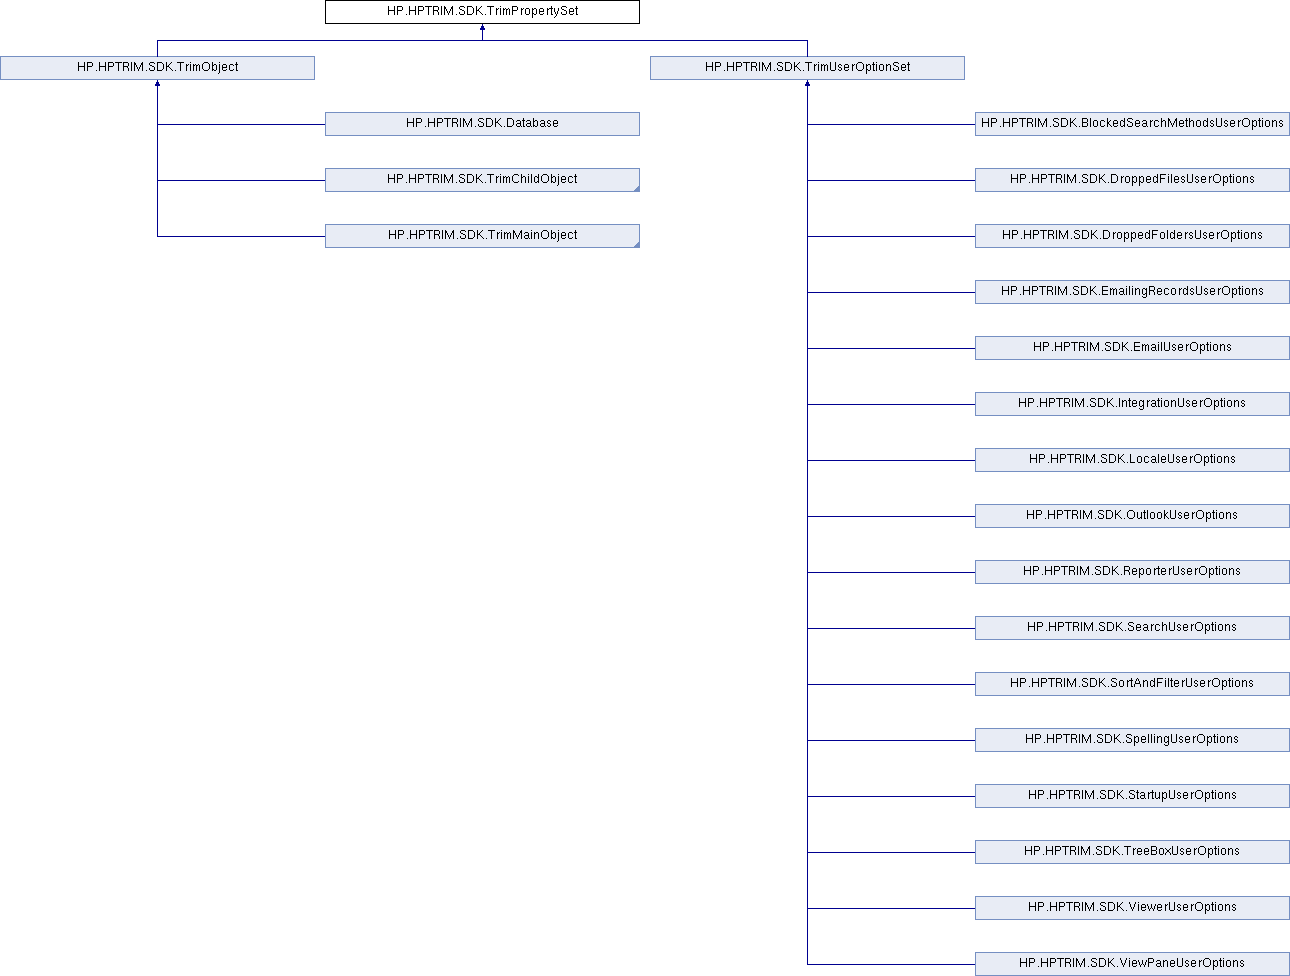 HP.HPTRIM.SDK.TrimPropertySet
HP.HPTRIM.SDK.TrimObject
HP.HPTRIM.SDK.TrimUserOptionSet
HP.HPTRIM.SDK.Database
HP.HPTRIM.SDK.BlockedSearchMethodsUserOptions
HP.HPTRIM.SDK.TrimChildObject
HP.HPTRIM.SDK.DroppedFilesUserOptions
HP.HPTRIM.SDK.TrimMainObject
HP.HPTRIM.SDK.DroppedFoldersUserOptions
HP.HPTRIM.SDK.EmailingRecordsUserOptions
HP.HPTRIM.SDK.EmailUserOptions
HP.HPTRIM.SDK.IntegrationUserOptions
HP.HPTRIM.SDK.LocaleUserOptions
HP.HPTRIM.SDK.OutlookUserOptions
HP.HPTRIM.SDK.ReporterUserOptions
HP.HPTRIM.SDK.SearchUserOptions
HP.HPTRIM.SDK.SortAndFilterUserOptions
HP.HPTRIM.SDK.SpellingUserOptions
HP.HPTRIM.SDK.StartupUserOptions
HP.HPTRIM.SDK.TreeBoxUserOptions
HP.HPTRIM.SDK.ViewerUserOptions
HP.HPTRIM.SDK.ViewPaneUserOptions